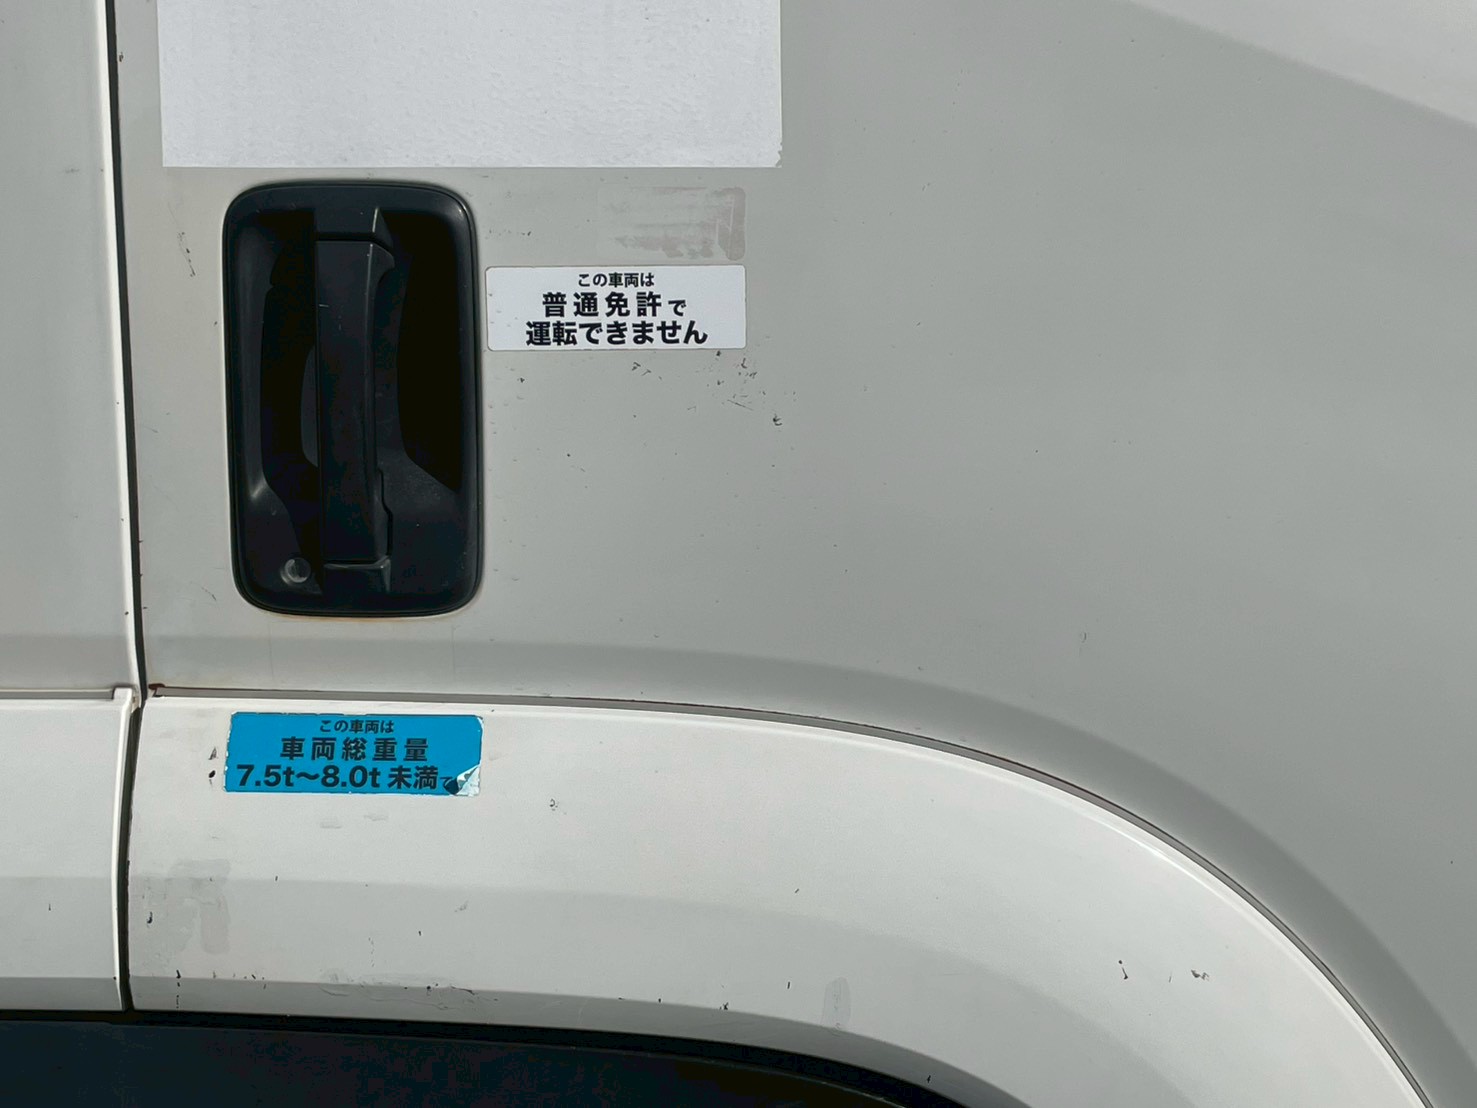 この車両は
普通免許で
運転できません
この車両は
車両総重量
7.5t～8.0t 未満で